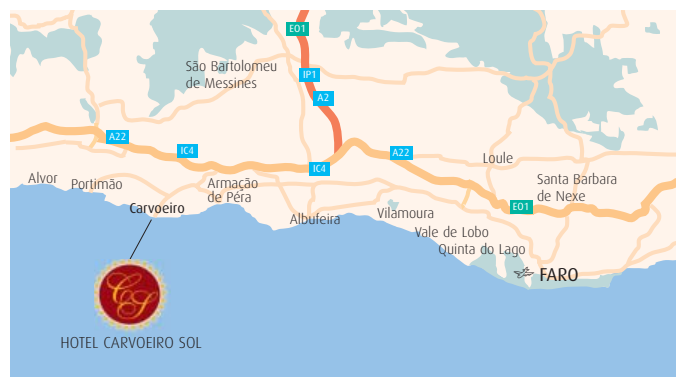 E01
São Bartolomeu
de Messines
IP1
A2
A22
IC4
A22
IC4
Loule
Alvor
Portimão
Armação
de Péra
Santa Barbara
de Nexe
Carvoeiro
E01
Albufeira
Vilamoura
Vale de Lobo
Quinta do Lago
FARO
CS
HOTEL CARVOEIRO SOL